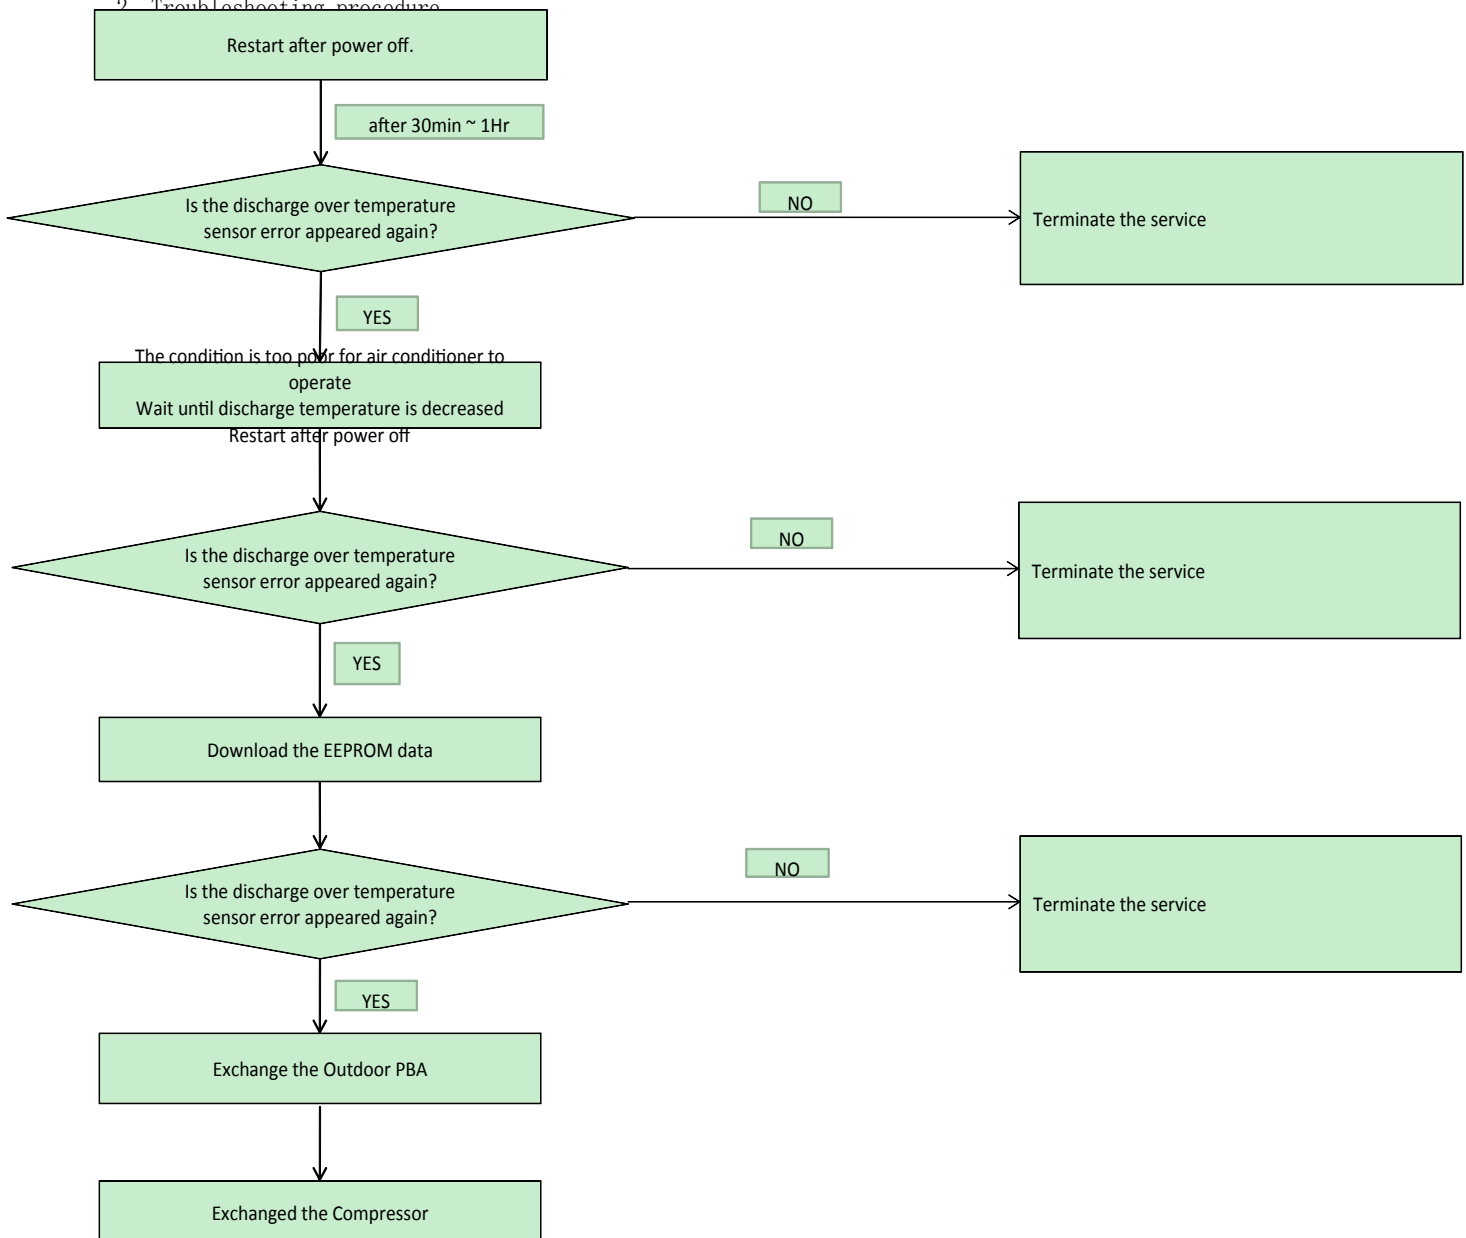 2. Troubleshooting procedure
Restart after power off.
after 30min ~ 1Hr
Is the discharge over temperature
sensor error appeared again?
NO
Terminate the service
YES
The condition is too poor for air conditioner to
operate
Wait until discharge temperature is decreased
Restart after power off
Is the discharge over temperature
sensor error appeared again?
NO
Terminate the service
YES
Download the EEPROM data
Is the discharge over temperature
sensor error appeared again?
NO
Terminate the service
YES
Exchange the Outdoor PBA
Exchanged the Compressor